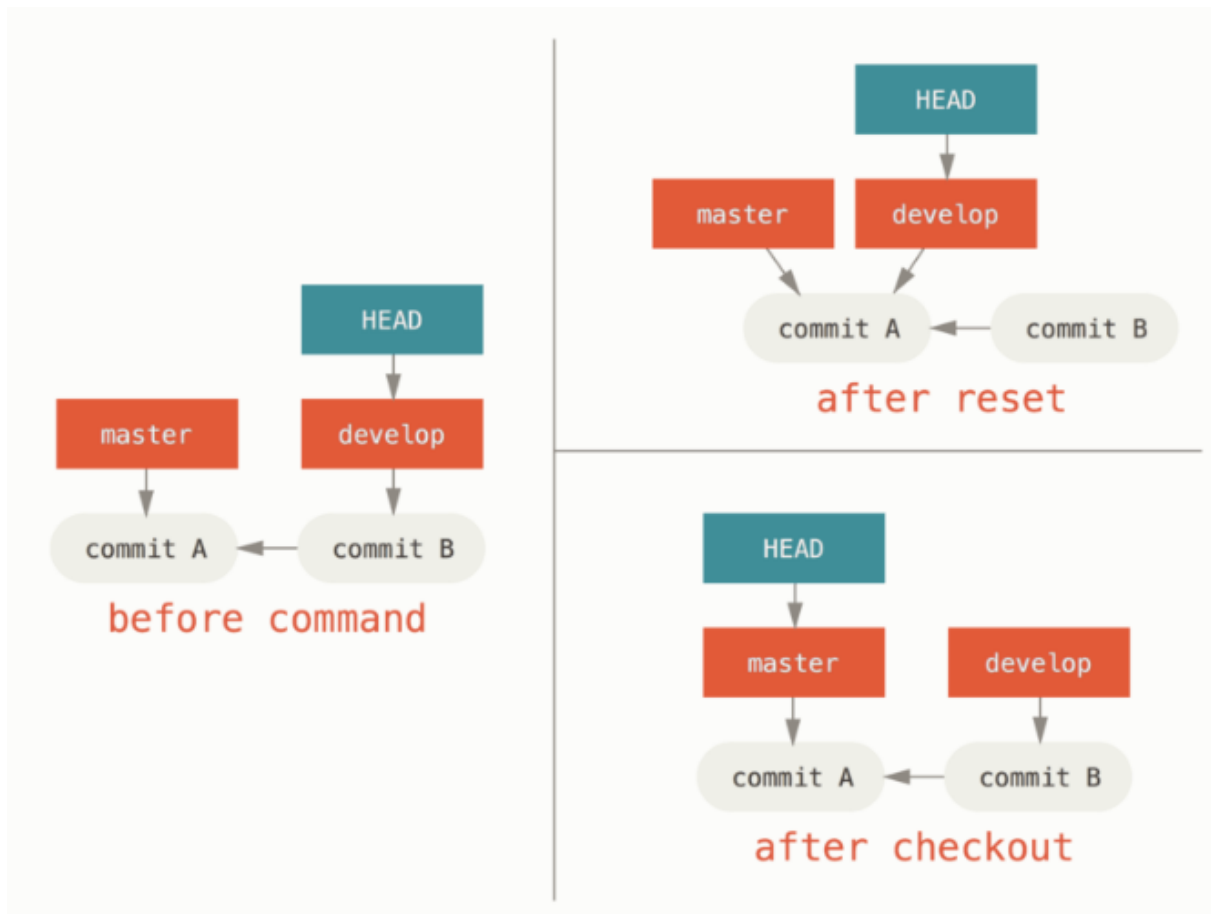 HEAD
master
develop
commit A
commit B
before command
HEAD
master
develop
commit A
commit B
after reset
HEAD
master
develop
commit A
commit B
after checkout